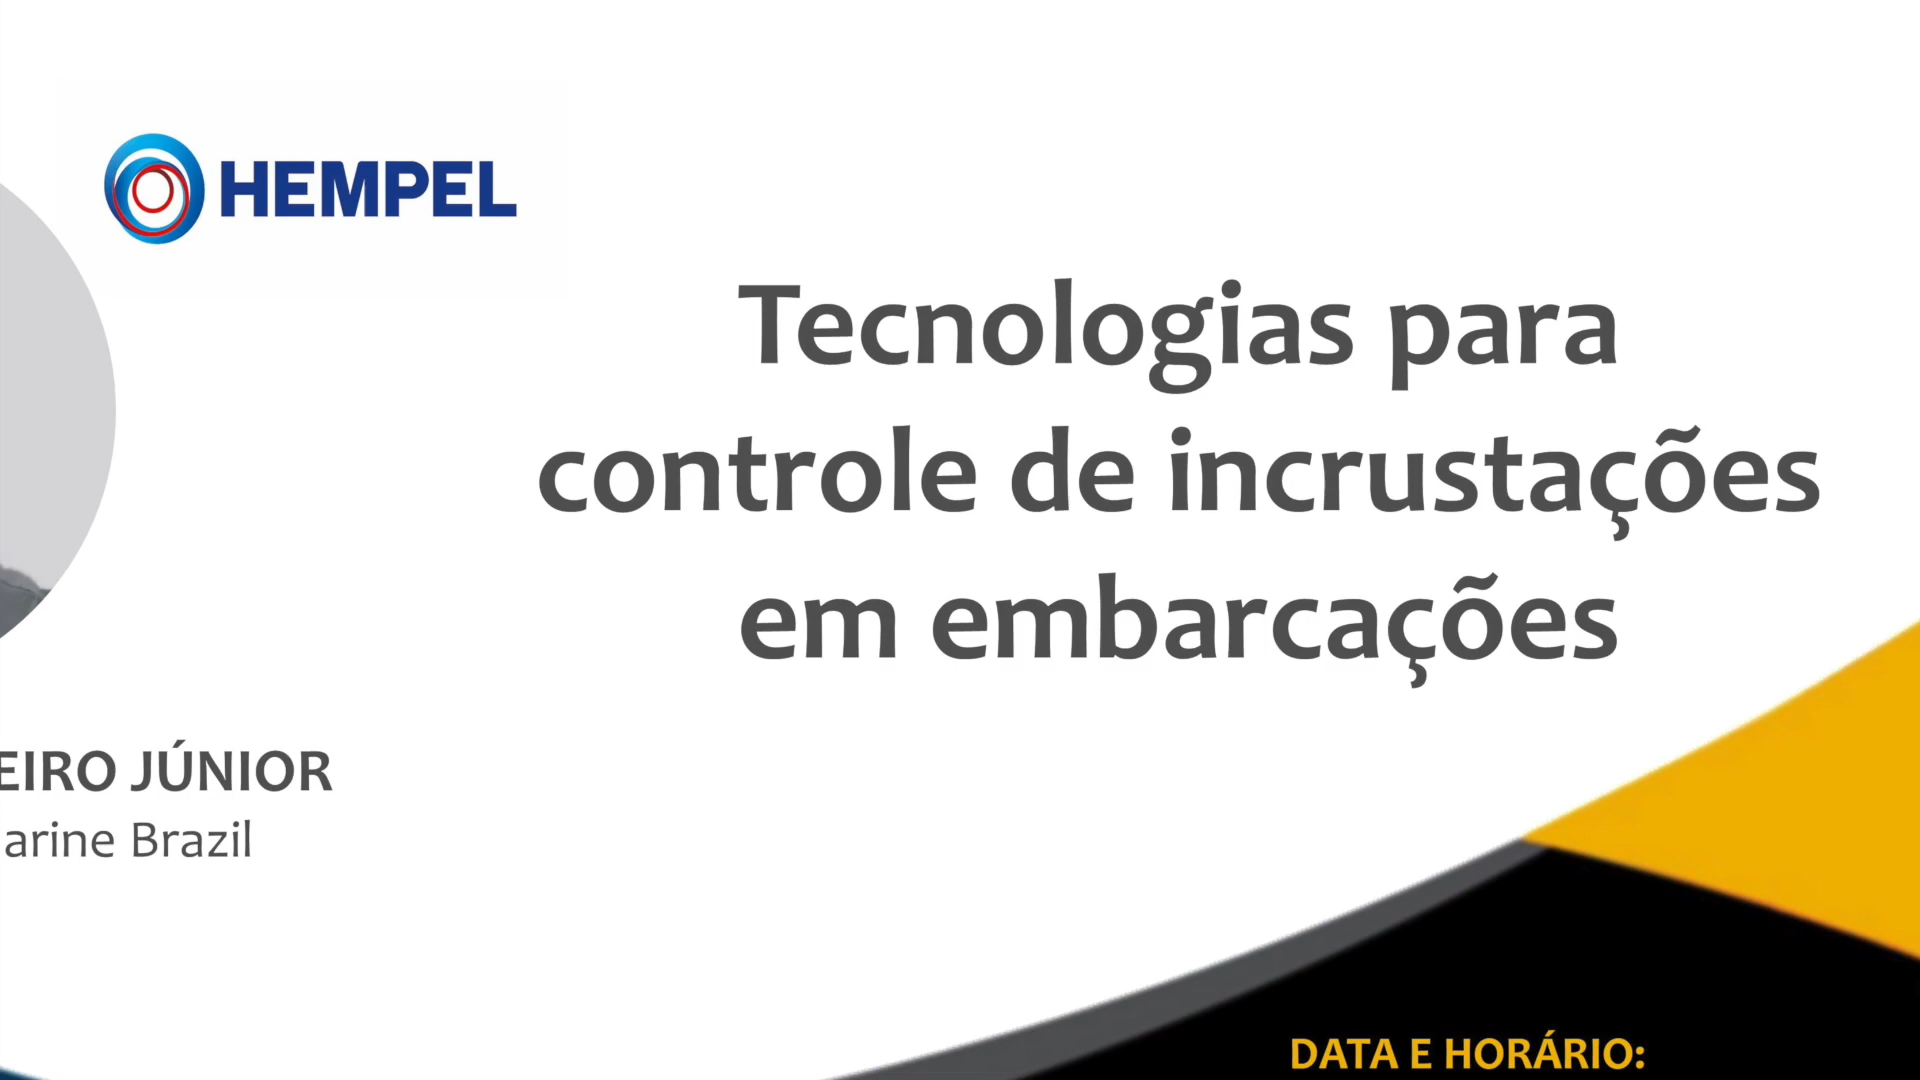 HEMPEL
Tecnologias para
controle de incrustações
em embarcações
EIRO JÚNIOR
arine Brazil
DATA E HORÁRIO: